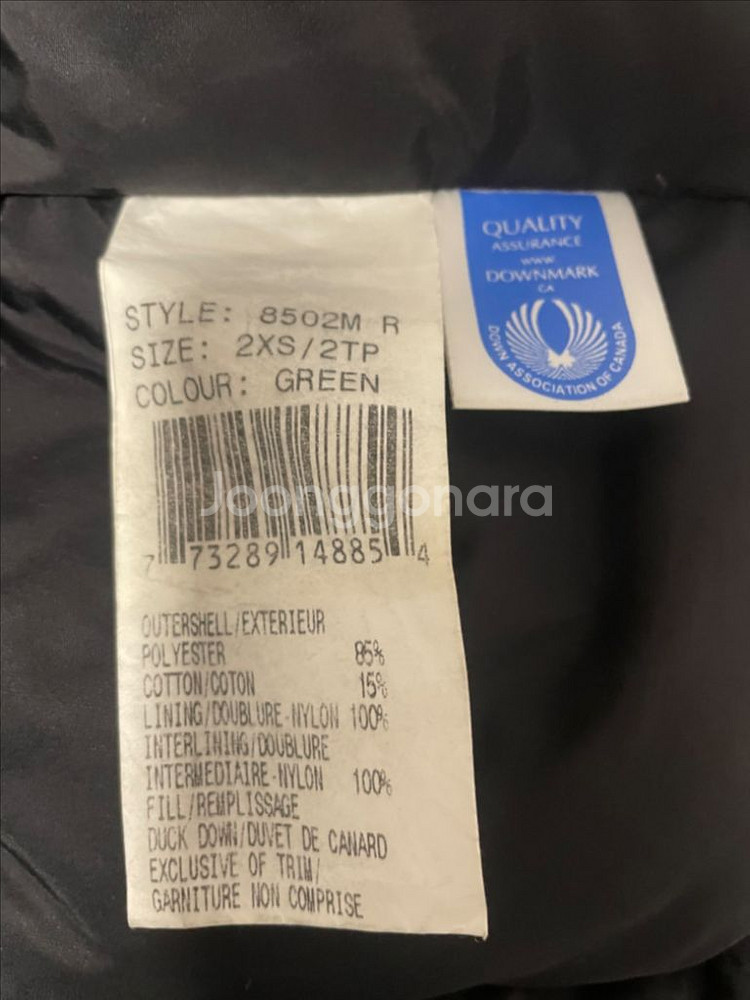 STYLE: 8502M R
SIZE: 2XS/2TP
COLOUR: GREEN
7 73289 14885 4
OUTERSHELL/EXTERIEUR
POLYESTER 85%
COTTON/COTON 15%
LINING/DOUBLURE-NYLON 100%
INTERLINING/DOUBLURE
INTERMEDIAIRE-NYLON 100%
FILL/REMPLISSAGE
DUCK DOWN/DUVET DE CANARD
EXCLUSIVE OF TRIM/
GARNITURE NON COMPRISE
QUALITY
ASSURANCE
www
DOWNMARK
CA
DOWN ASSOCIATION OF CANADA
Joonggonara